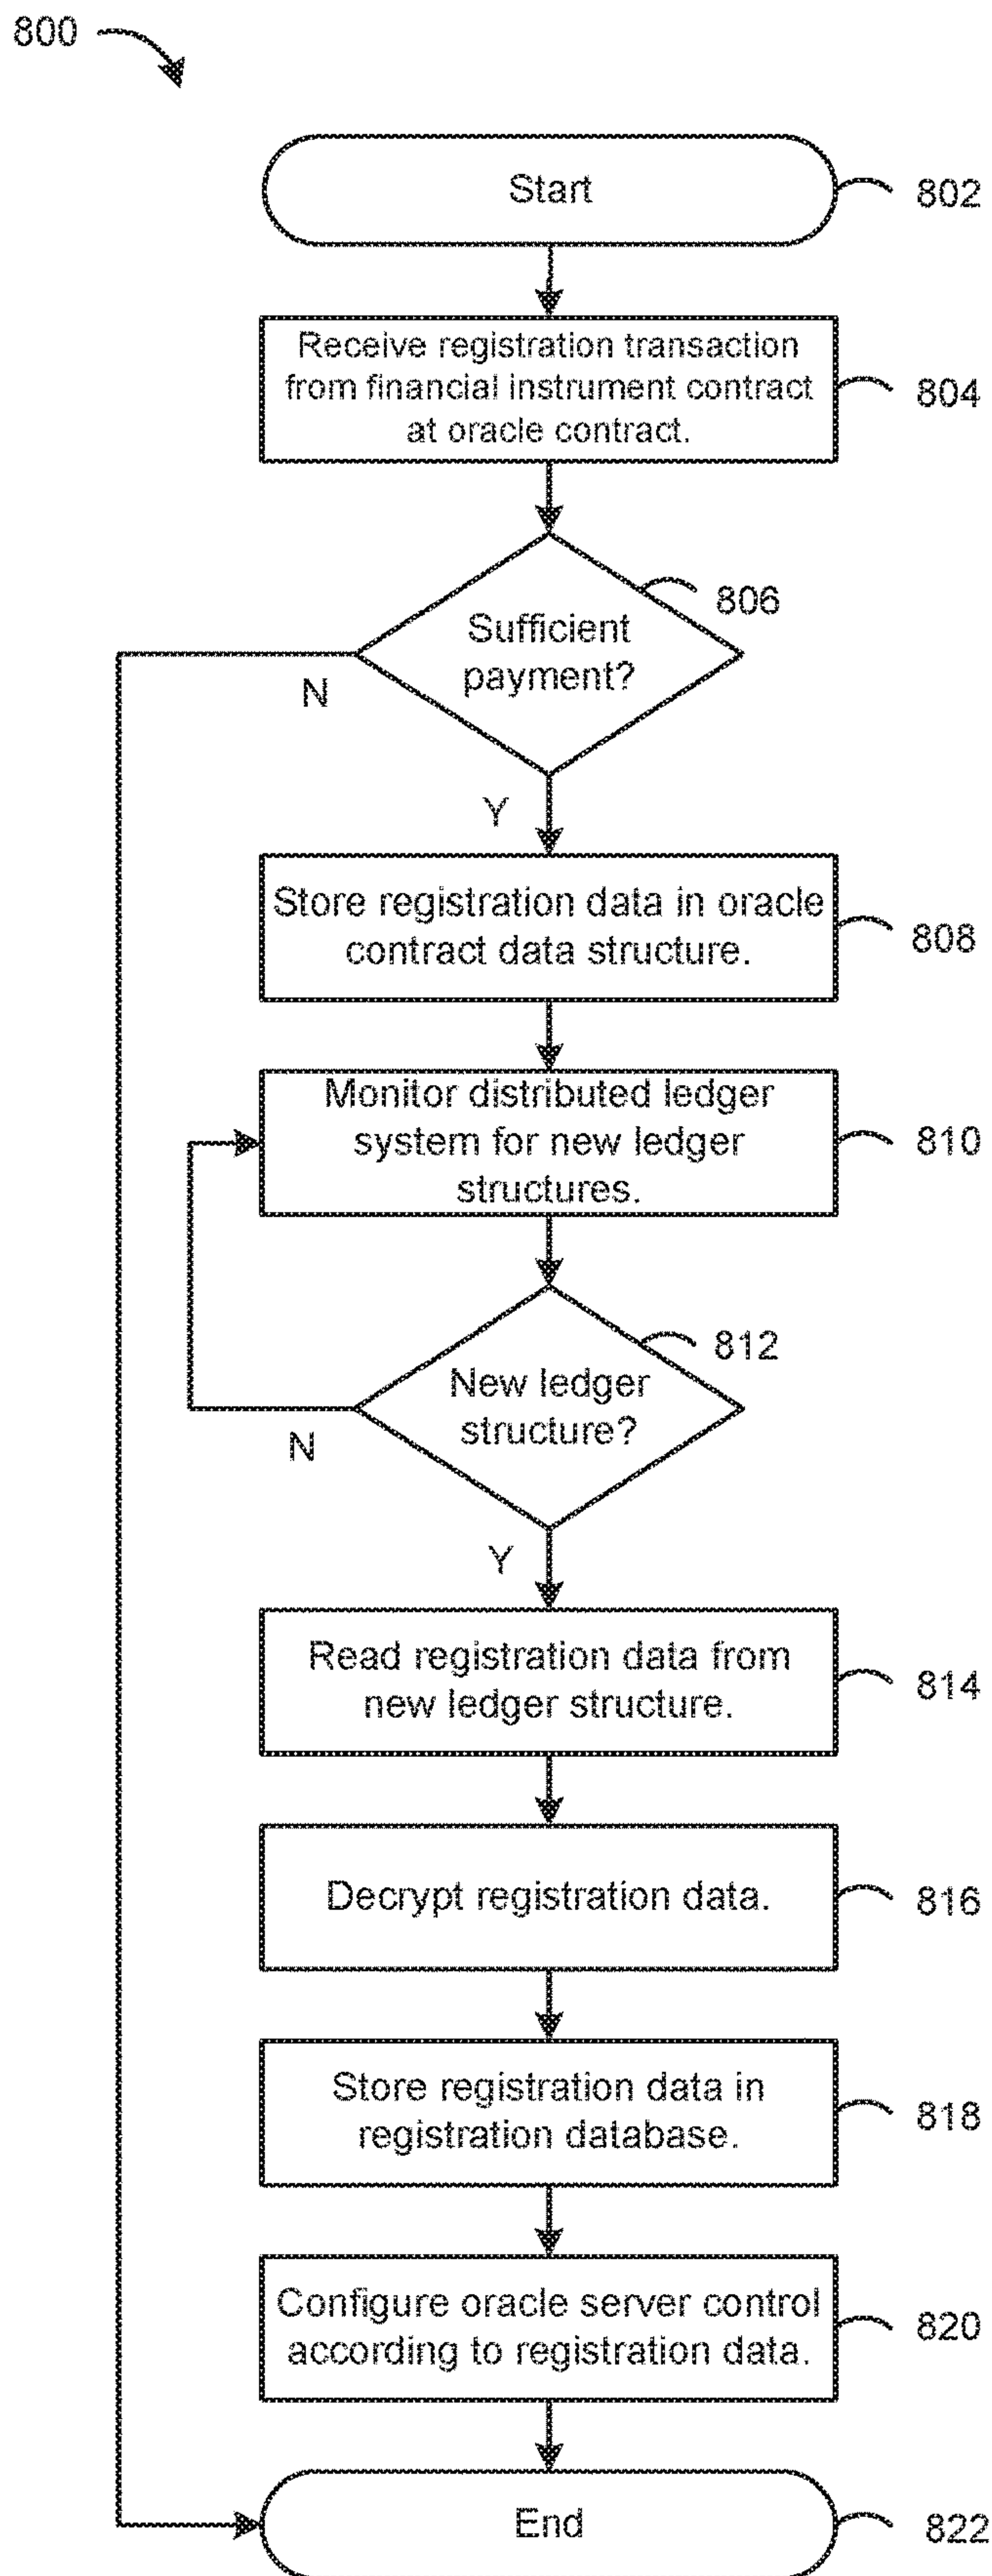 800
Start
802
Receive registration transaction
from financial instrument contract
at oracle contract.
804
806
Sufficient
payment?
N
Y
Store registration data in oracle
contract data structure.
808
Monitor distributed ledger
system for new ledger
structures.
810
812
New ledger
structure?
N
Y
Read registration data from
new ledger structure.
814
Decrypt registration data.
816
Store registration data in
registration database.
818
Configure oracle server control
according to registration data.
820
End
822